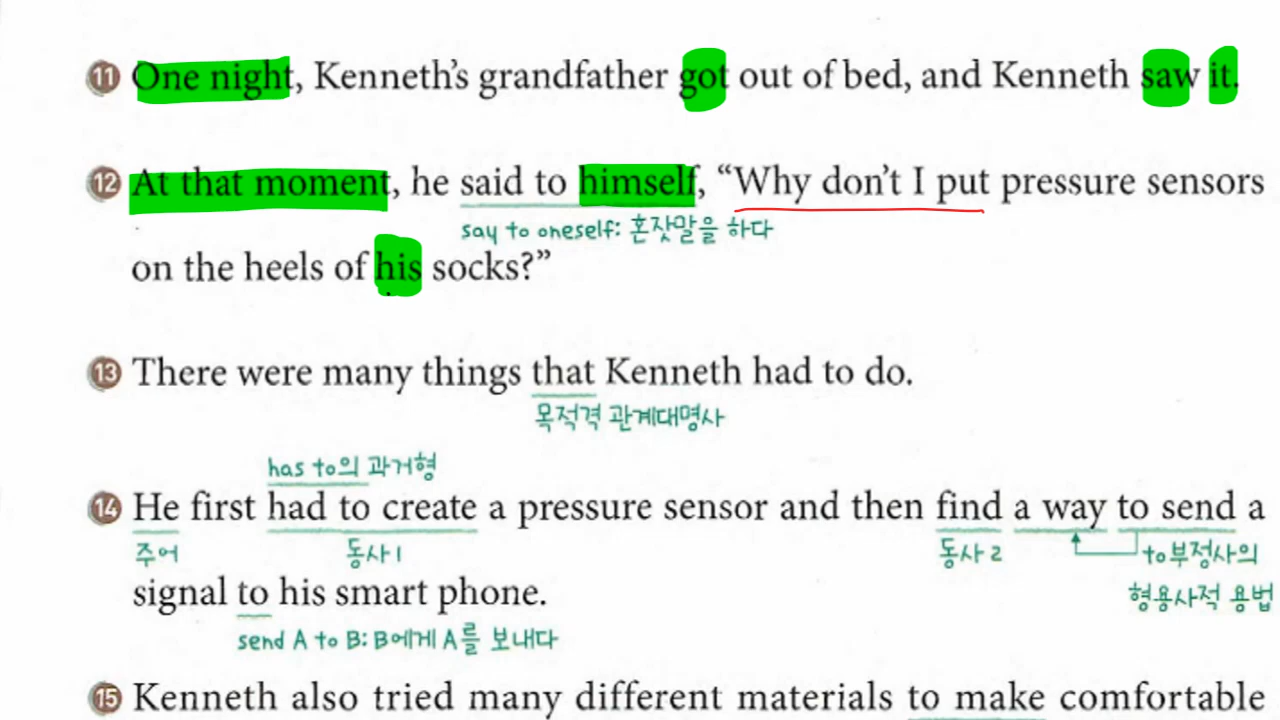 ⑪ One night, Kenneth's grandfather got out of bed, and Kenneth saw it.
⑫ At that moment, he said to himself, “Why don't I put pressure sensors
say to oneself: 혼잣말을 하다
on the heels of his socks?”
⑬ There were many things that Kenneth had to do.
목적격 관계대명사
has to의 과거형
⑭ He first had to create a pressure sensor and then find a way to send a
주어 동사1 동사2 to부정사의
signal to his smart phone. 형용사적 용법
send A to B: B에게 A를 보내다
⑮ Kenneth also tried many different materials to make comfortable